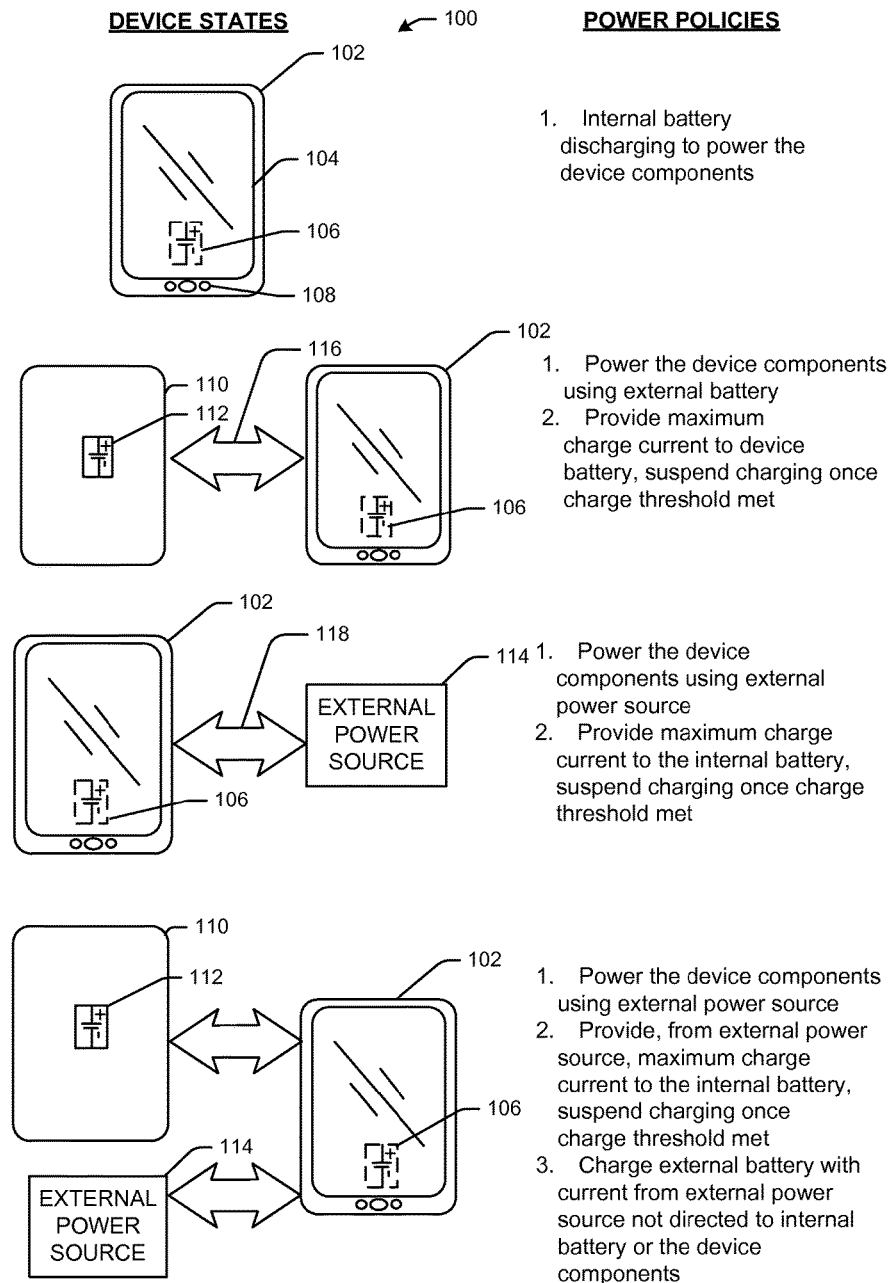 DEVICE STATES
100
POWER POLICIES
102
104
106
108
1. Internal battery
discharging to power the
device components
116
102
110
112
106
1. Power the device components
using external battery
2. Provide maximum
charge current to device
battery, suspend charging once
charge threshold met
102
118
114
EXTERNAL
POWER
SOURCE
106
1. Power the device
components using external
power source
2. Provide maximum charge
current to the internal battery,
suspend charging once charge
threshold met
110
112
102
106
114
EXTERNAL
POWER
SOURCE
1. Power the device components
using external power source
2. Provide, from external power
source, maximum charge
current to the internal battery,
suspend charging once
charge threshold met
3. Charge external battery with
current from external power
source not directed to internal
battery or the device
components